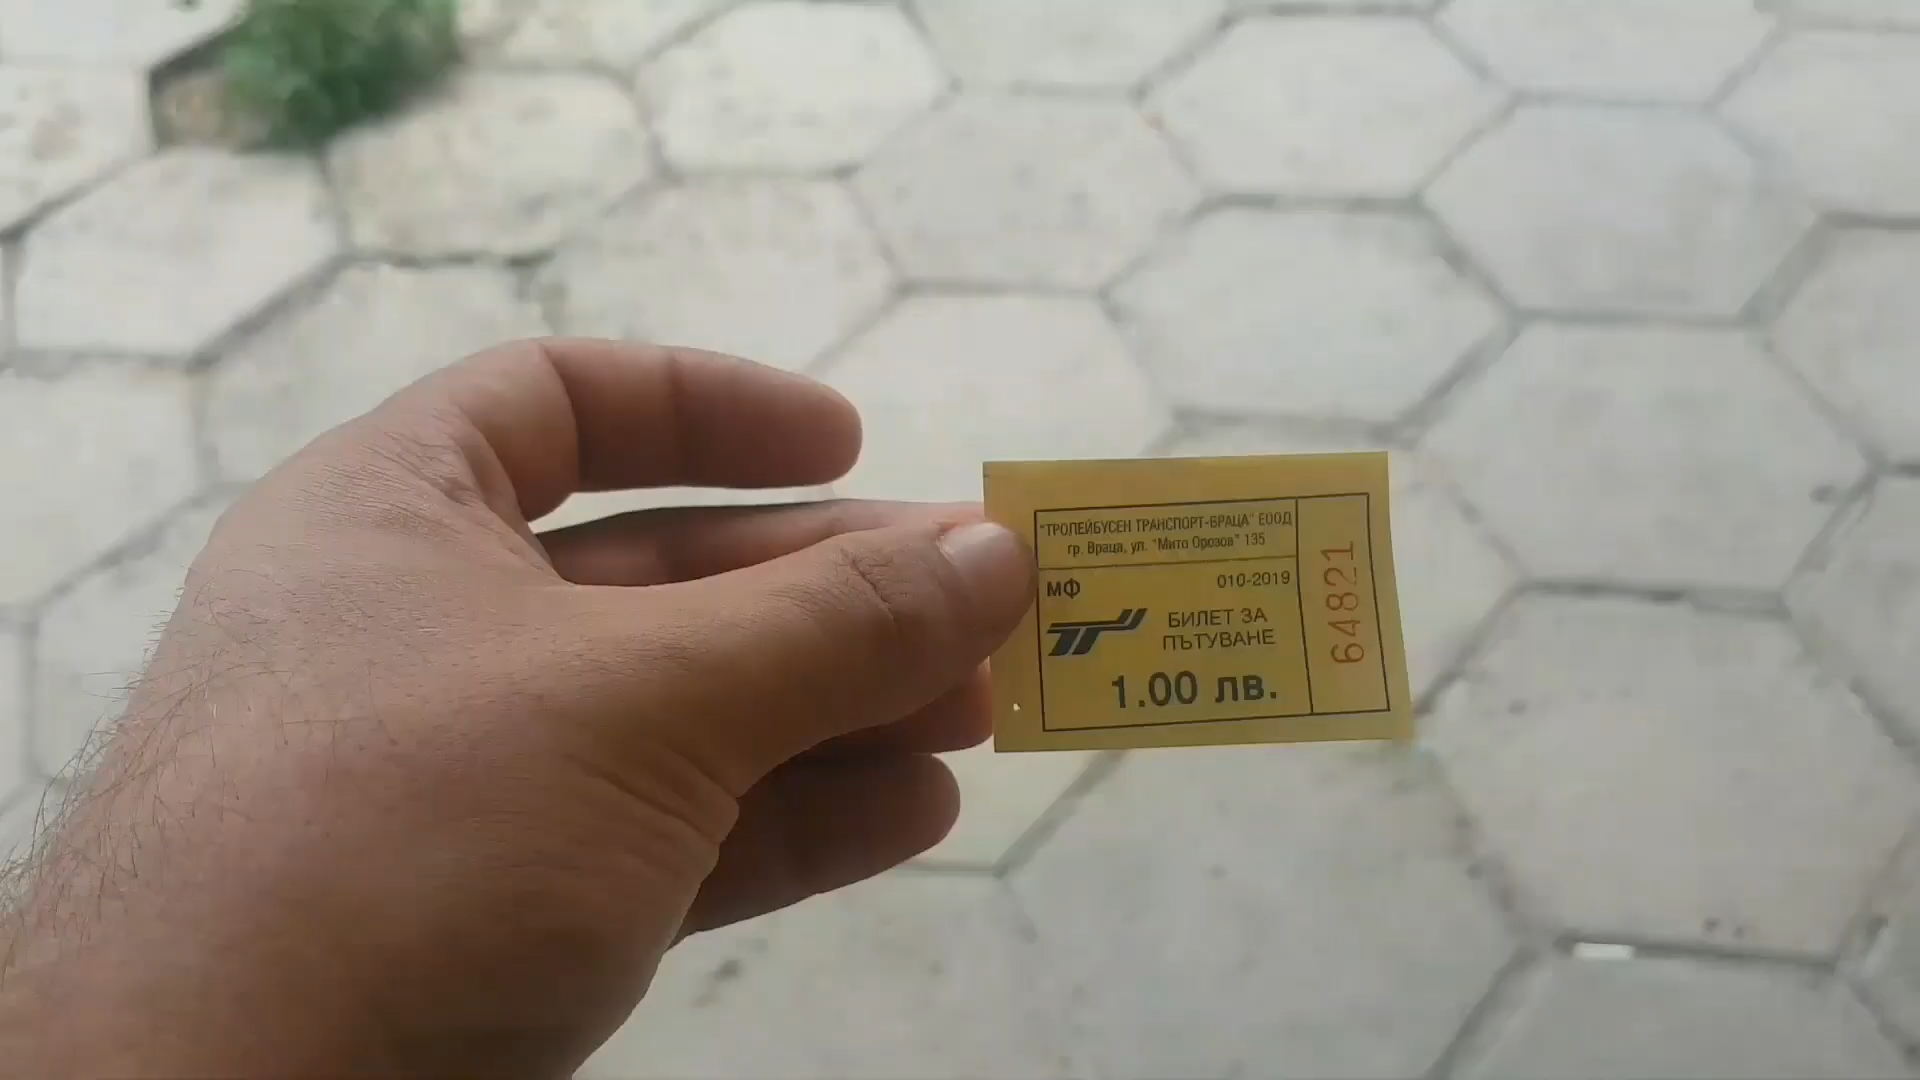 "ТРОЛЕЙБУСЕН ТРАНСПОРТ-ВРАЦА" ЕООД
гр. Враца, ул. "Мито Орозов" 135
МФ 010-2019
БИЛЕТ ЗА
ПЪТУВАНЕ
1.00 лв.
64821